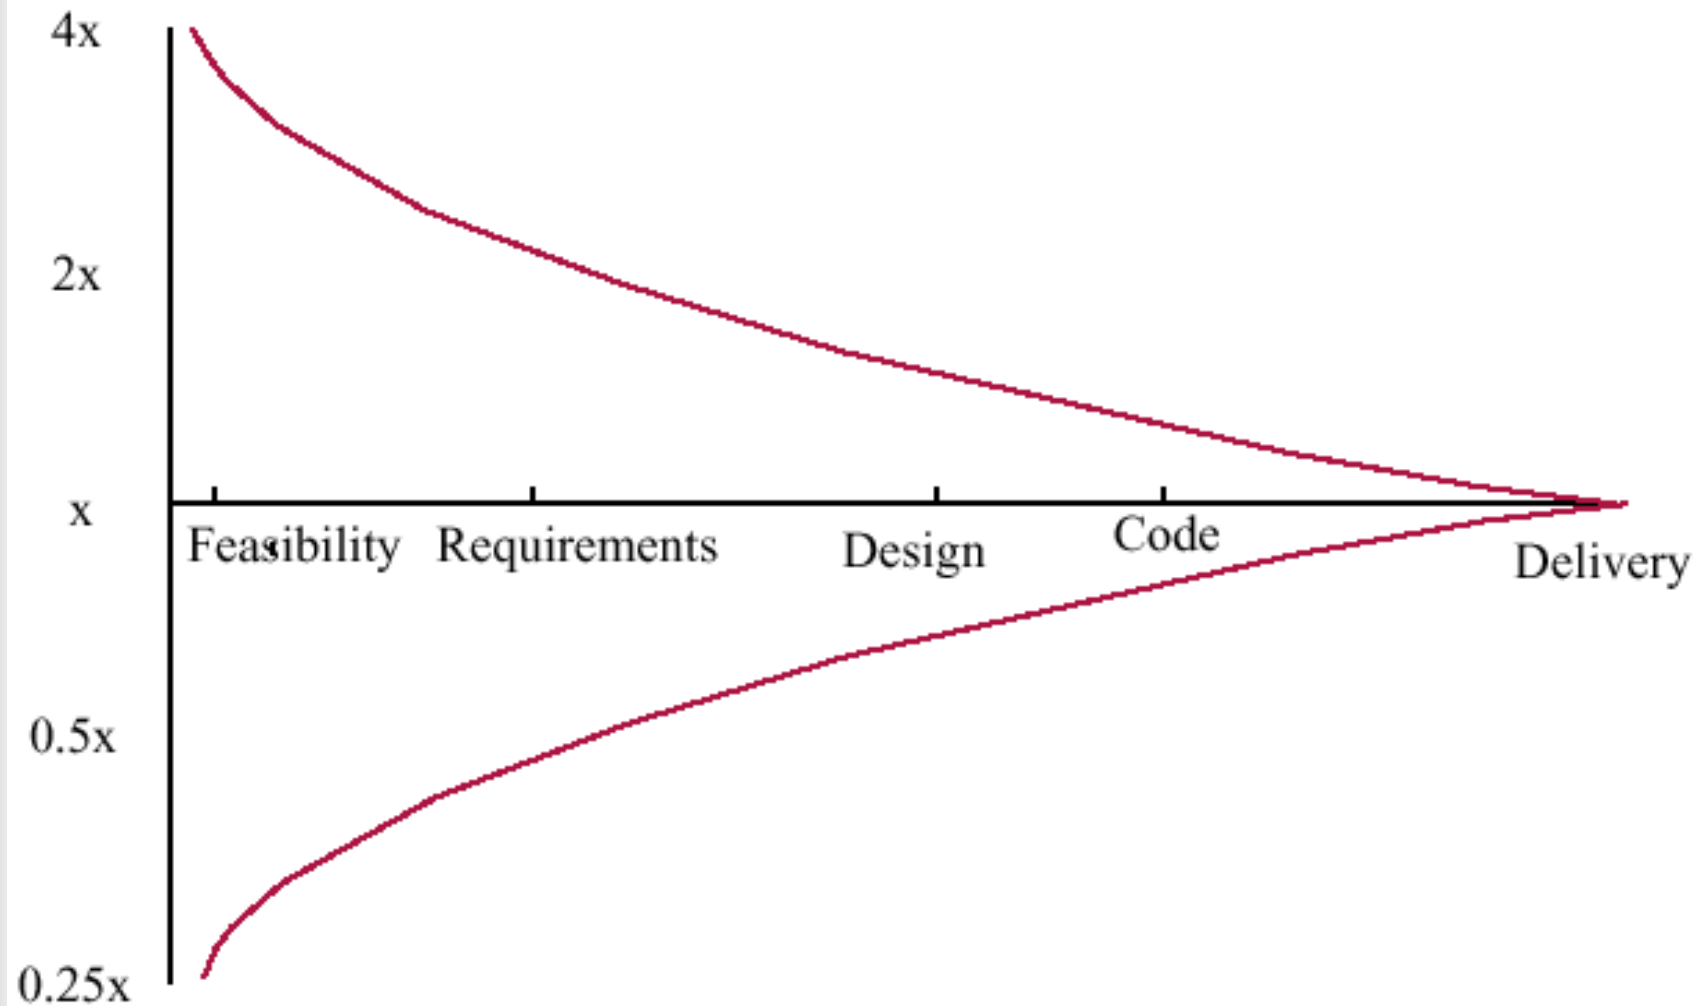 4x
2x
x
Feasibility Requirements Design Code Delivery
0.5x
0.25x